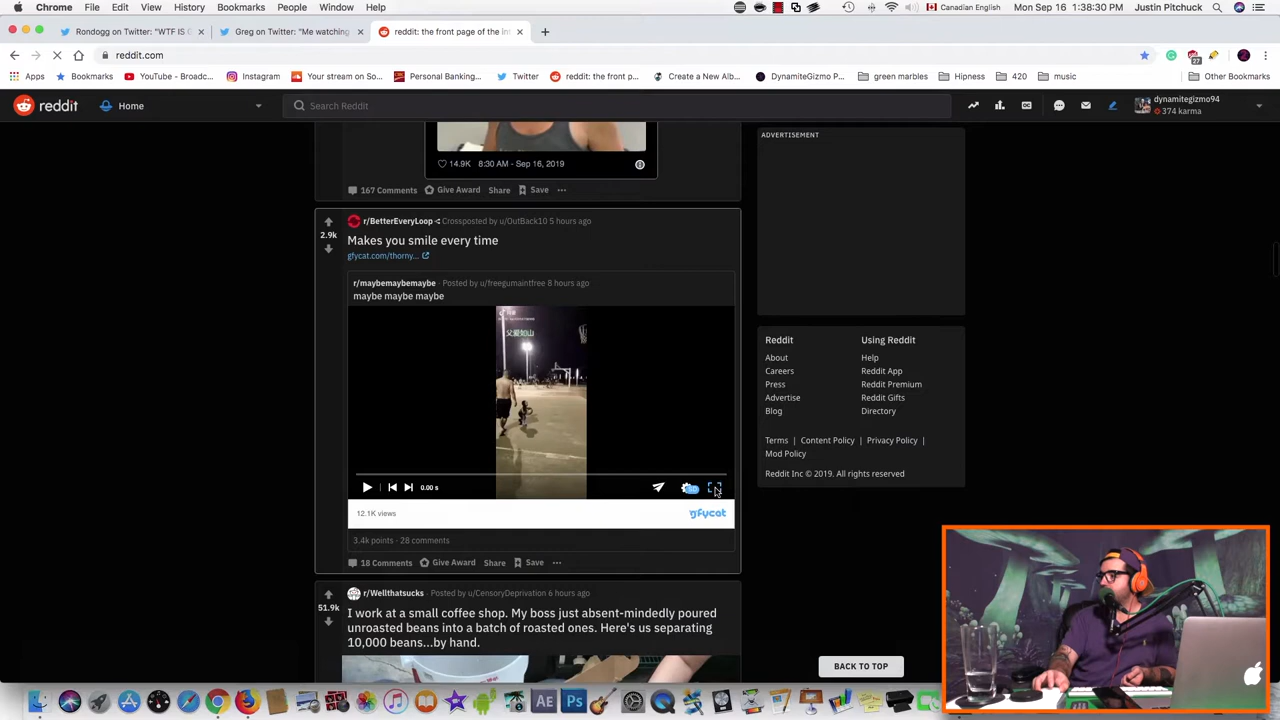 Chrome File Edit View History Bookmarks People Window Help Canadian English Mon Sep 16 1:38:30 PM Justin Pitchuck
Rondogg on Twitter: "WTF IS Greg on Twitter: "Me watching reddit: the front page of the in
reddit.com 27
Apps Bookmarks YouTube - Broadc... Instagram Your stream on So... Personal Banking... Twitter reddit: the front p... Create a New Alb... DynamiteGizmo P... green marbles Hipness 420 music Other Bookmarks
reddit Home Search Reddit dynamitegizmo94
374 karma
ADVERTISEMENT
14.9K 8:30 AM - Sep 16, 2019
167 Comments Give Award Share Save
r/BetterEveryLoop Crossposted by u/OutBack10 5 hours ago
2.9k
Makes you smile every time
gfycat.com/thorny...
r/maybemaybemaybe · Posted by u/freegumaintfree 8 hours ago
maybe maybe maybe
父爱如山
0.00 s
12.1K views gfycat
3.4k points · 28 comments
18 Comments Give Award Share Save
Reddit Using Reddit
About Help
Careers Reddit App
Press Reddit Premium
Advertise Reddit Gifts
Blog Directory
Terms | Content Policy | Privacy Policy |
Mod Policy
Reddit Inc © 2019. All rights reserved
r/Wellthatsucks · Posted by u/CensoryDeprivation 6 hours ago
51.9k
I work at a small coffee shop. My boss just absent-mindedly poured
unroasted beans into a batch of roasted ones. Here's us separating
10,000 beans...by hand.
BACK TO TOP
AE Ps